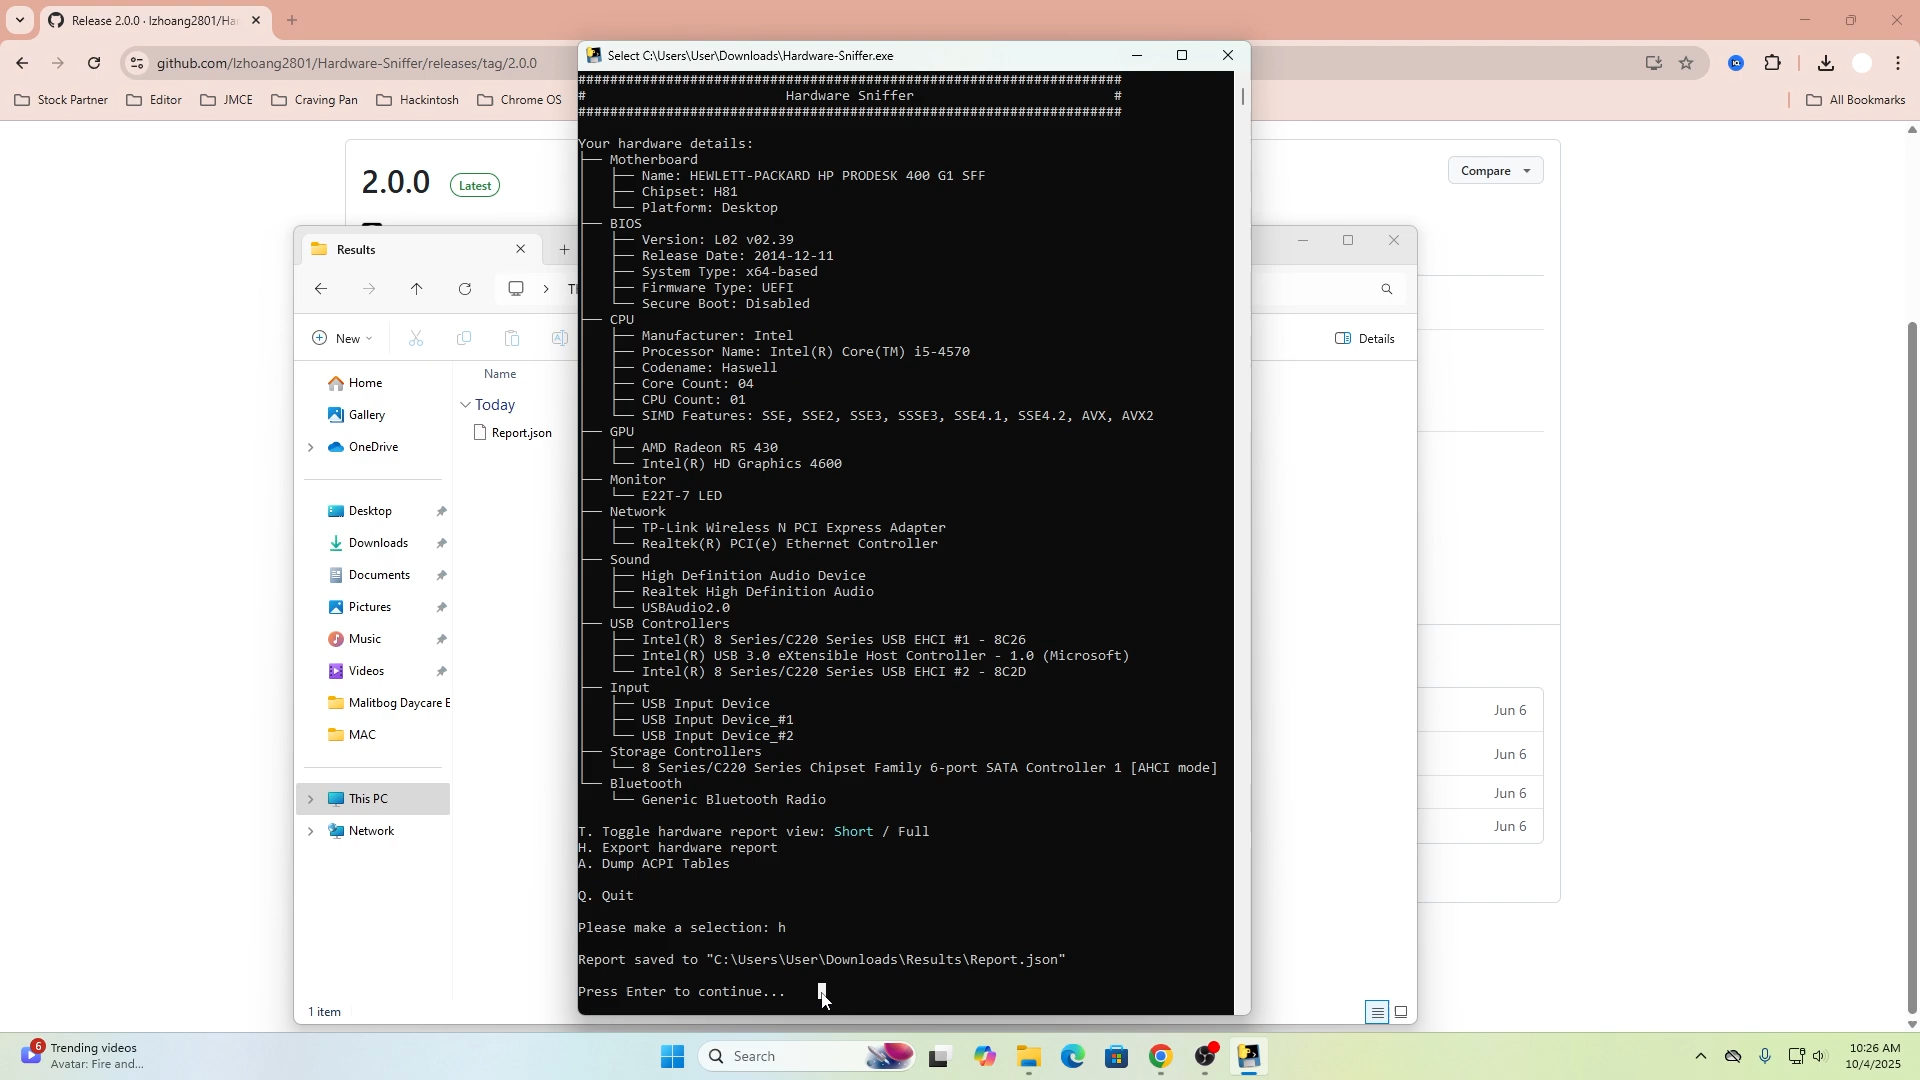 Release 2.0.0 · lzhoang2801/Ha
github.com/lzhoang2801/Hardware-Sniffer/releases/tag/2.0.0
Stock Partner
Editor
JMCE
Craving Pan
Hackintosh
Chrome OS
All Bookmarks
2.0.0
Latest
Compare
Results
New
Details
Home
Gallery
OneDrive
Desktop
Downloads
Documents
Pictures
Music
Videos
Malitbog Daycare E
MAC
This PC
Network
Name
Today
Report.json
1 item
Select C:\Users\User\Downloads\Hardware-Sniffer.exe
####################################################################
# Hardware Sniffer #
####################################################################
Your hardware details:
├── Motherboard
│   ├── Name: HEWLETT-PACKARD HP PRODESK 400 G1 SFF
│   ├── Chipset: H81
│   └── Platform: Desktop
├── BIOS
│   ├── Version: L02 v02.39
│   ├── Release Date: 2014-12-11
│   ├── System Type: x64-based
│   ├── Firmware Type: UEFI
│   └── Secure Boot: Disabled
├── CPU
│   ├── Manufacturer: Intel
│   ├── Processor Name: Intel(R) Core(TM) i5-4570
│   ├── Codename: Haswell
│   ├── Core Count: 04
│   ├── CPU Count: 01
│   └── SIMD Features: SSE, SSE2, SSE3, SSSE3, SSE4.1, SSE4.2, AVX, AVX2
├── GPU
│   ├── AMD Radeon R5 430
│   └── Intel(R) HD Graphics 4600
├── Monitor
│   └── E22T-7 LED
├── Network
│   ├── TP-Link Wireless N PCI Express Adapter
│   └── Realtek(R) PCI(e) Ethernet Controller
├── Sound
│   ├── High Definition Audio Device
│   ├── Realtek High Definition Audio
│   └── USBAudio2.0
├── USB Controllers
│   ├── Intel(R) 8 Series/C220 Series USB EHCI #1 - 8C26
│   ├── Intel(R) USB 3.0 eXtensible Host Controller - 1.0 (Microsoft)
│   └── Intel(R) 8 Series/C220 Series USB EHCI #2 - 8C2D
├── Input
│   ├── USB Input Device
│   ├── USB Input Device_#1
│   └── USB Input Device_#2
├── Storage Controllers
│   └── 8 Series/C220 Series Chipset Family 6-port SATA Controller 1 [AHCI mode]
└── Bluetooth
    └── Generic Bluetooth Radio
T. Toggle hardware report view: Short / Full
H. Export hardware report
A. Dump ACPI Tables
Q. Quit
Please make a selection: h
Report saved to "C:\Users\User\Downloads\Results\Report.json"
Press Enter to continue...
Jun 6
Jun 6
Jun 6
Jun 6
6
Trending videos
Avatar: Fire and...
Search
10:26 AM
10/4/2025